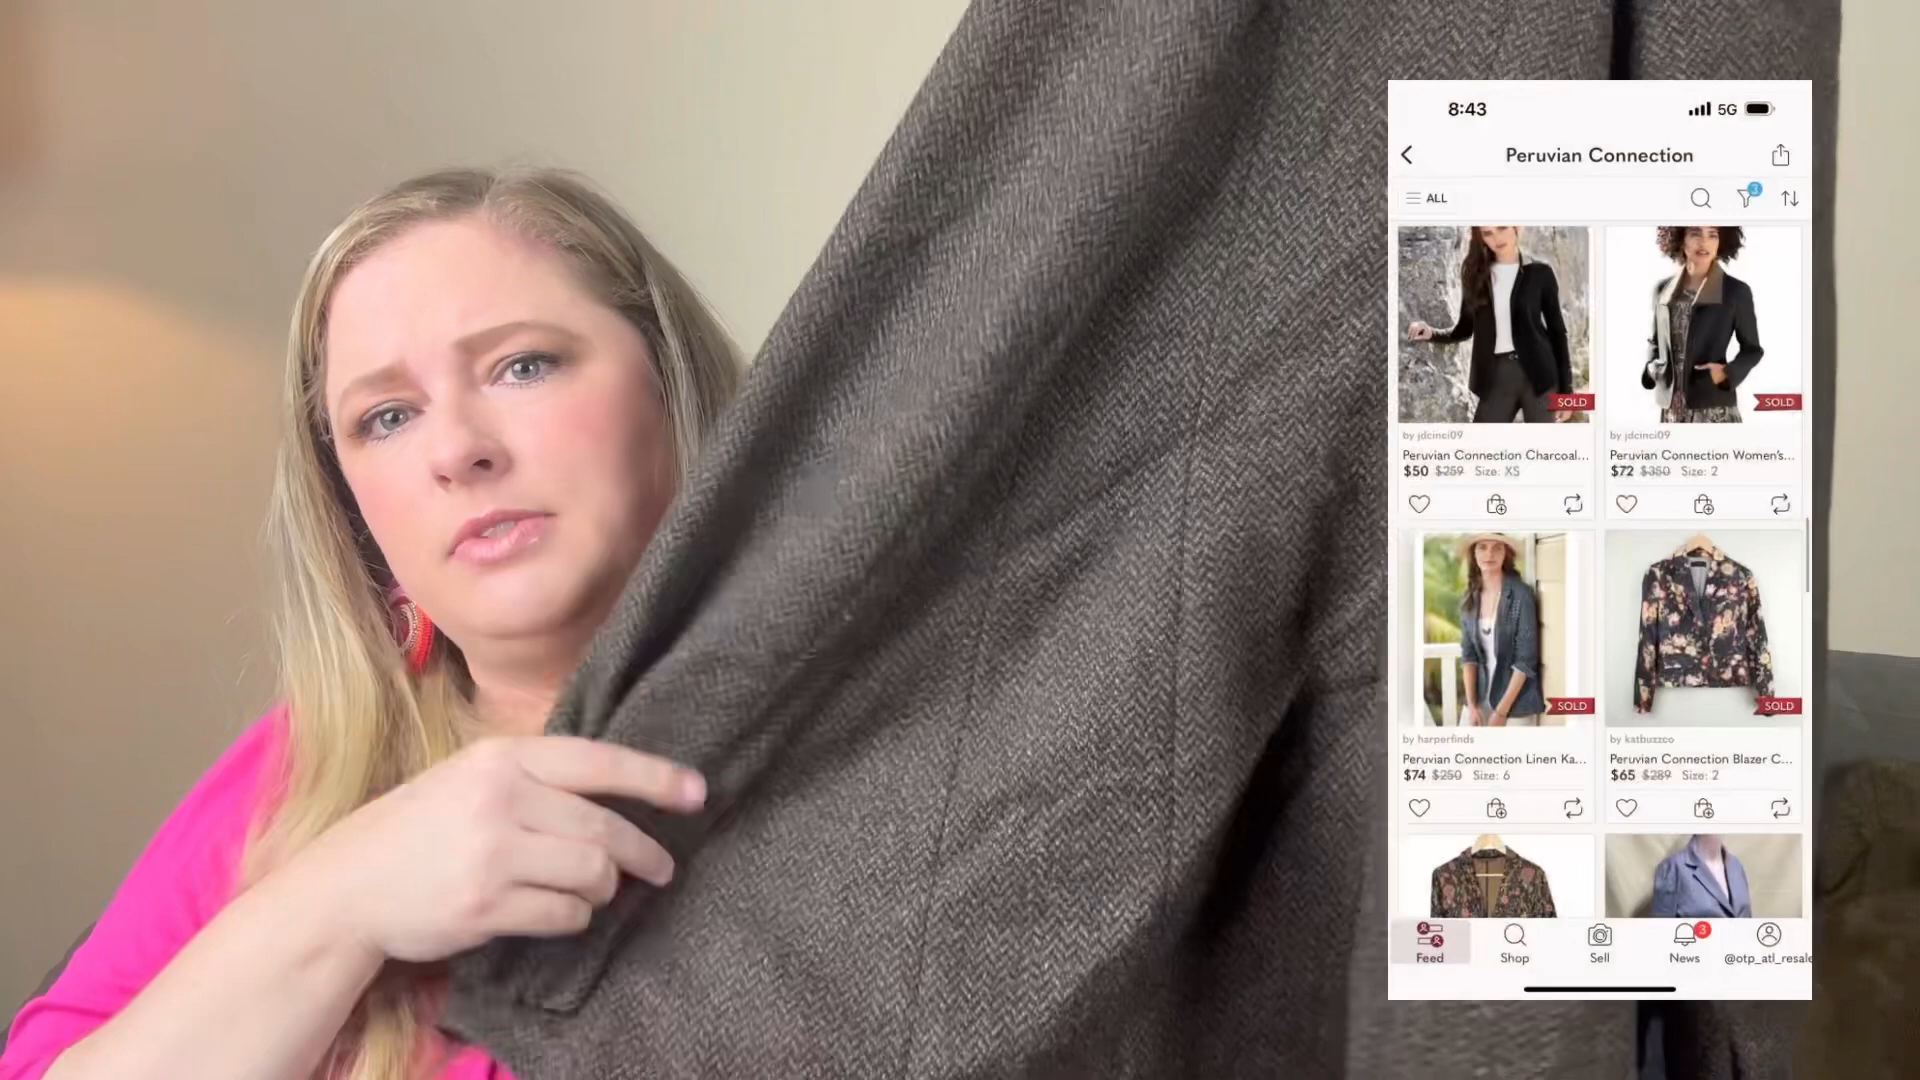 8:43
5G
Peruvian Connection
ALL
3
SOLD
SOLD
by jdcinci09
by jdcinci09
Peruvian Connection Charcoal...
Peruvian Connection Women's...
$50 $259 Size: XS
$72 $350 Size: 2
SOLD
SOLD
by harperfinds
by katbuzzco
Peruvian Connection Linen Ka...
Peruvian Connection Blazer C...
$74 $250 Size: 6
$65 $289 Size: 2
3
Feed
Shop
Sell
News
@otp_atl_resale